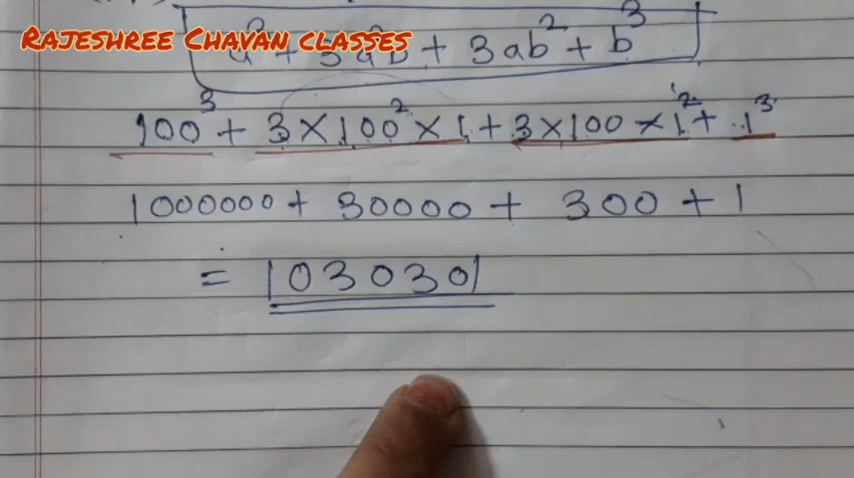 Rajeshree Chavan classes
a³ + 3a²b + 3ab² + b³
100³ + 3 × 100² × 1 + 3 × 100 × 1² + 1³
1000000 + 30000 + 300 + 1
= 1030301